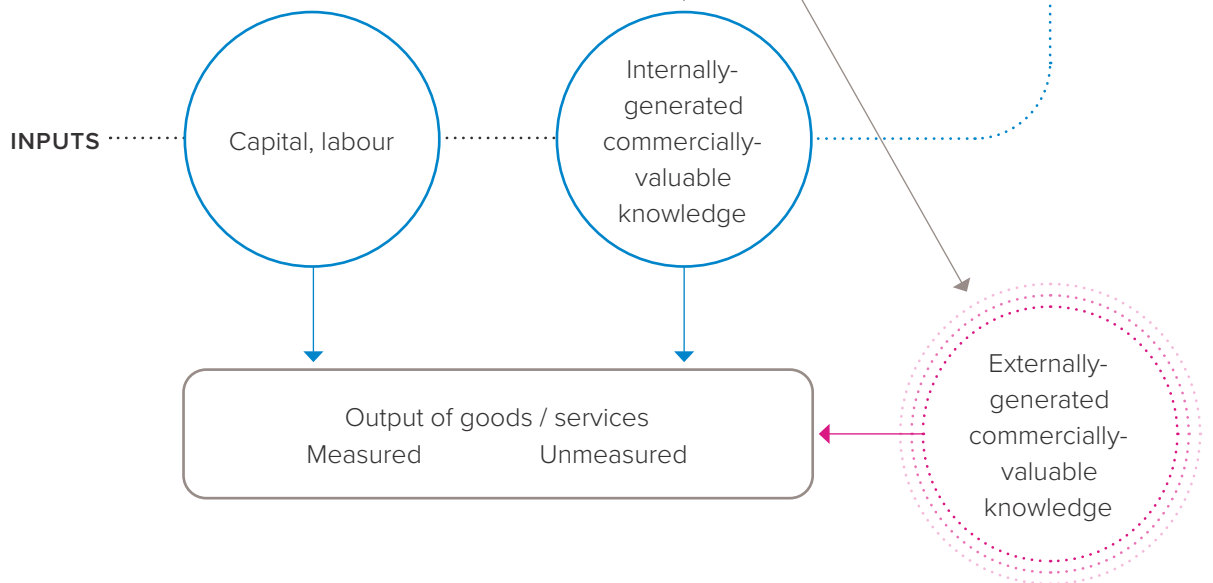 INPUTS
Capital, labour
Internally-
generated
commercially-
valuable
knowledge
Output of goods / services
Measured Unmeasured
Externally-
generated
commercially-
valuable
knowledge